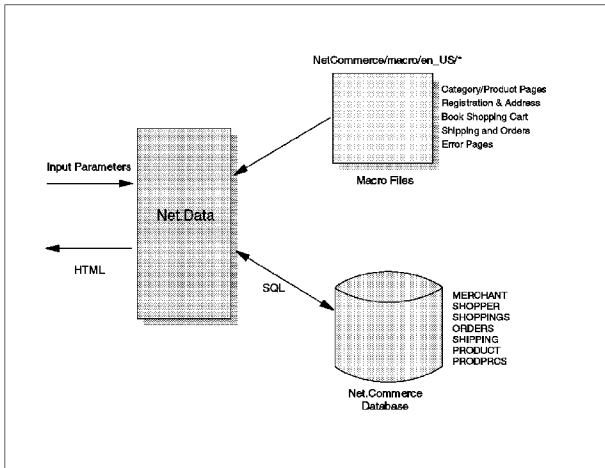 NetCommerce/macro/en_US/*
Category/Product Pages
Registration & Address
Book Shopping Cart
Shipping and Orders
Error Pages
Macro Files
Input Parameters
Net.Data
HTML
SQL
MERCHANT
SHOPPER
SHOPPINGS
ORDERS
SHIPPING
PRODUCT
PRODPRCS
Net.Commerce
Database